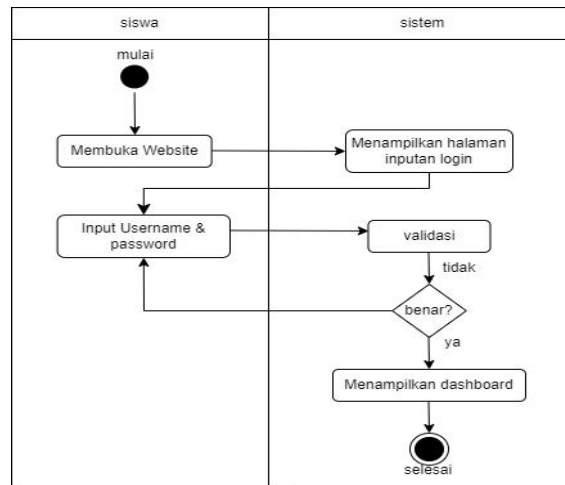 siswa
sistem
mulai
Membuka Website
Menampilkan halaman
inputan login
Input Username &
password
validasi
tidak
benar?
ya
Menampilkan dashboard
selesai